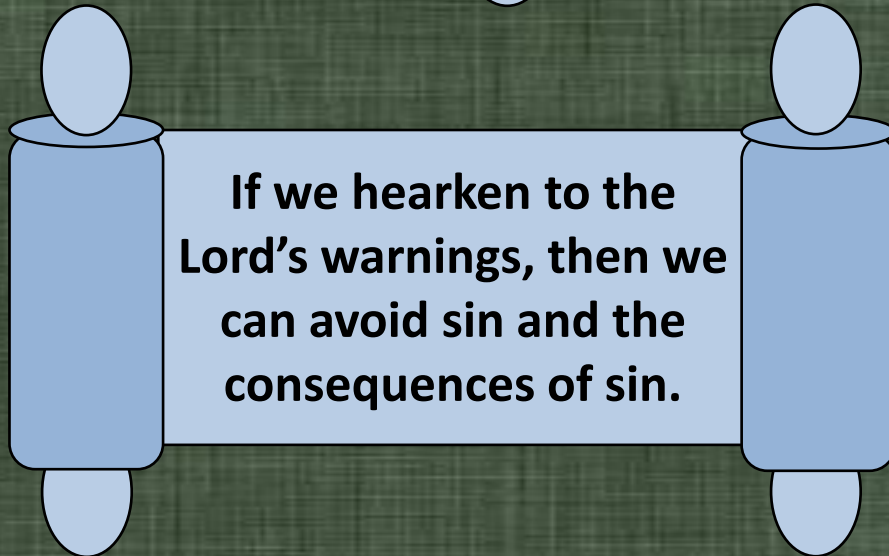 If we hearken to the
Lord’s warnings, then we
can avoid sin and the
consequences of sin.